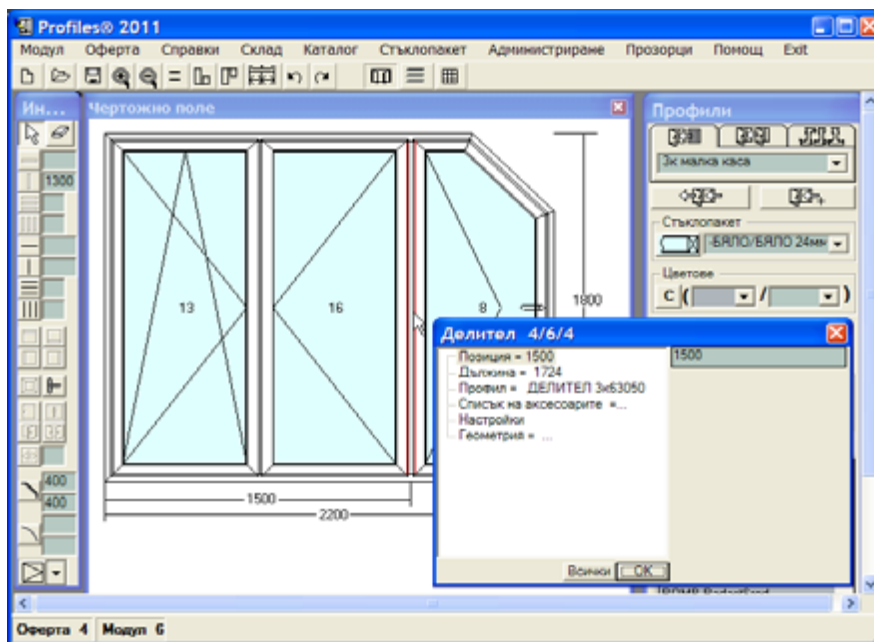 Profiles® 2011
Модул Оферта Справки Склад Каталог Стъклопакет Администриране Прозорци Помощ Exit
Ин...
Чертожно поле
Профили
3к малка каса
1300
Стъклопакет
-БЯЛО/БЯЛО 24мм
Цветове
C ( / )
13
16
8
1800
Делител 4/6/4
Позиция = 1500
1500
Дължина = 1724
Профил = ДЕЛИТЕЛ 3к63050
Списък на аксесоарите =...
Настройки
Геометрия = ...
400
400
1500
2200
Всички
OK
Оферта 4 Модул 6